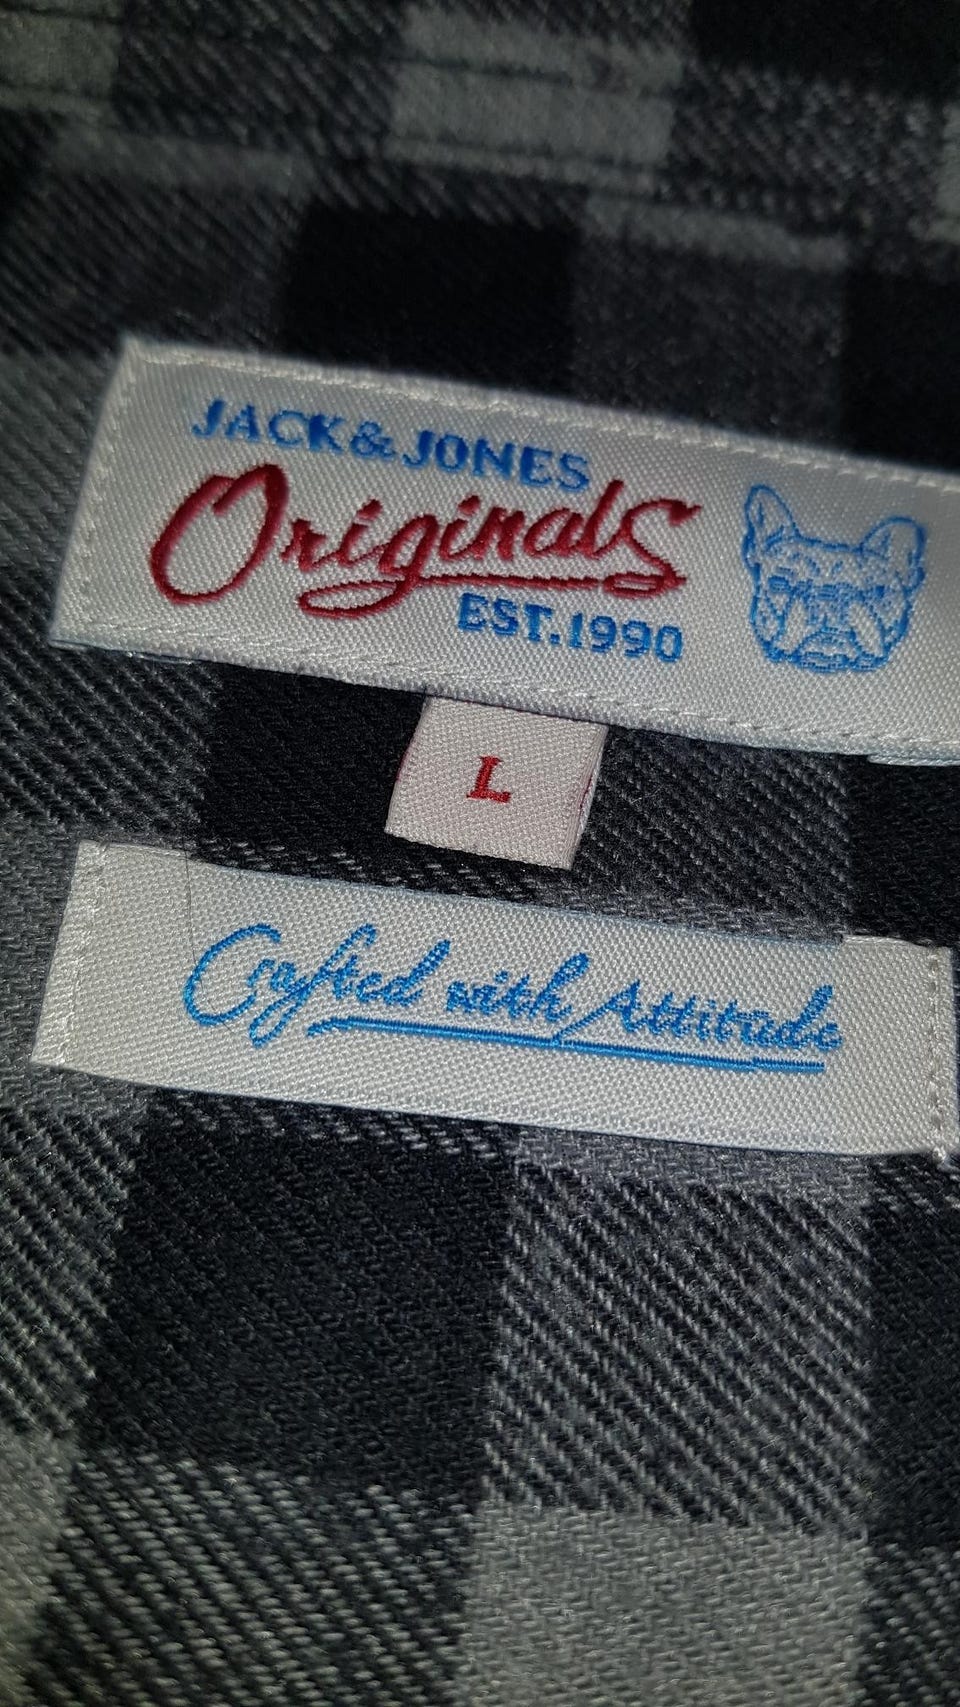 JACK&JONES
Originals
EST.1990
L
Crafted with Attitude